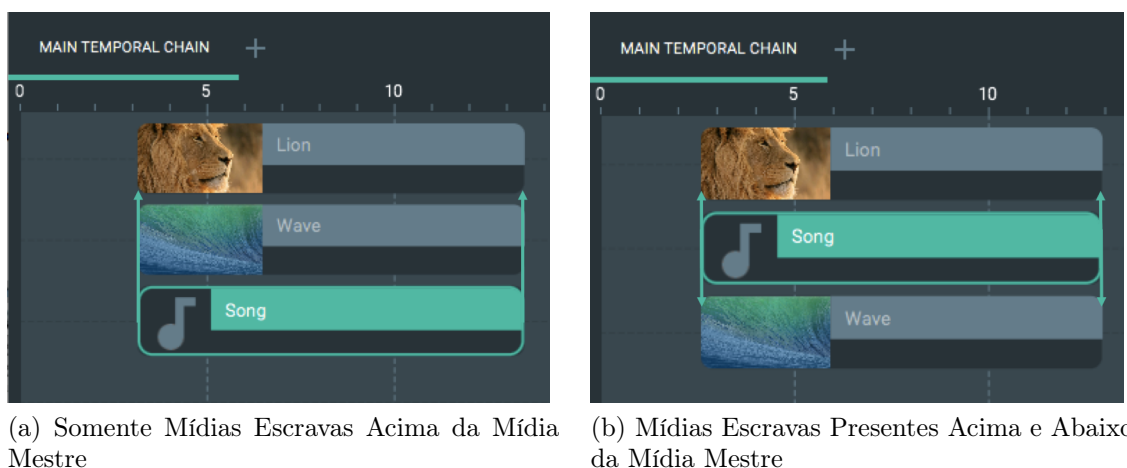 MAIN TEMPORAL CHAIN +
0 5 10
Lion
Wave
Song
(a) Somente Mídias Escravas Acima da Mídia
Mestre
MAIN TEMPORAL CHAIN +
0 5 10
Lion
Song
Wave
(b) Mídias Escravas Presentes Acima e Abaixo
da Mídia Mestre